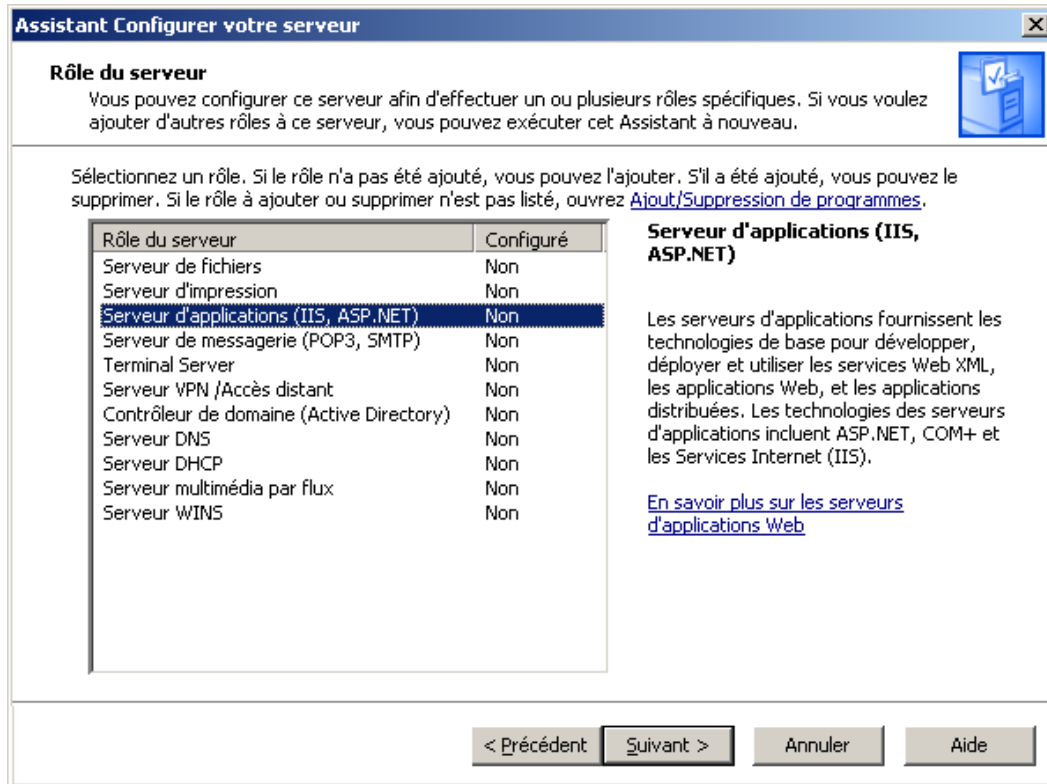 Assistant Configurer votre serveur
Rôle du serveur
Vous pouvez configurer ce serveur afin d'effectuer un ou plusieurs rôles spécifiques. Si vous voulez
ajouter d'autres rôles à ce serveur, vous pouvez exécuter cet Assistant à nouveau.
Sélectionnez un rôle. Si le rôle n'a pas été ajouté, vous pouvez l'ajouter. S'il a été ajouté, vous pouvez le
supprimer. Si le rôle à ajouter ou supprimer n'est pas listé, ouvrez Ajout/Suppression de programmes.
Rôle du serveur Configuré
Serveur de fichiers Non
Serveur d'impression Non
Serveur d'applications (IIS, ASP.NET) Non
Serveur de messagerie (POP3, SMTP) Non
Terminal Server Non
Serveur VPN /Accès distant Non
Contrôleur de domaine (Active Directory) Non
Serveur DNS Non
Serveur DHCP Non
Serveur multimédia par flux Non
Serveur WINS Non
Serveur d'applications (IIS,
ASP.NET)
Les serveurs d'applications fournissent les
technologies de base pour développer,
déployer et utiliser les services Web XML,
les applications Web, et les applications
distribuées. Les technologies des serveurs
d'applications incluent ASP.NET, COM+ et
les Services Internet (IIS).
En savoir plus sur les serveurs
d'applications Web
< Précédent Suivant > Annuler Aide